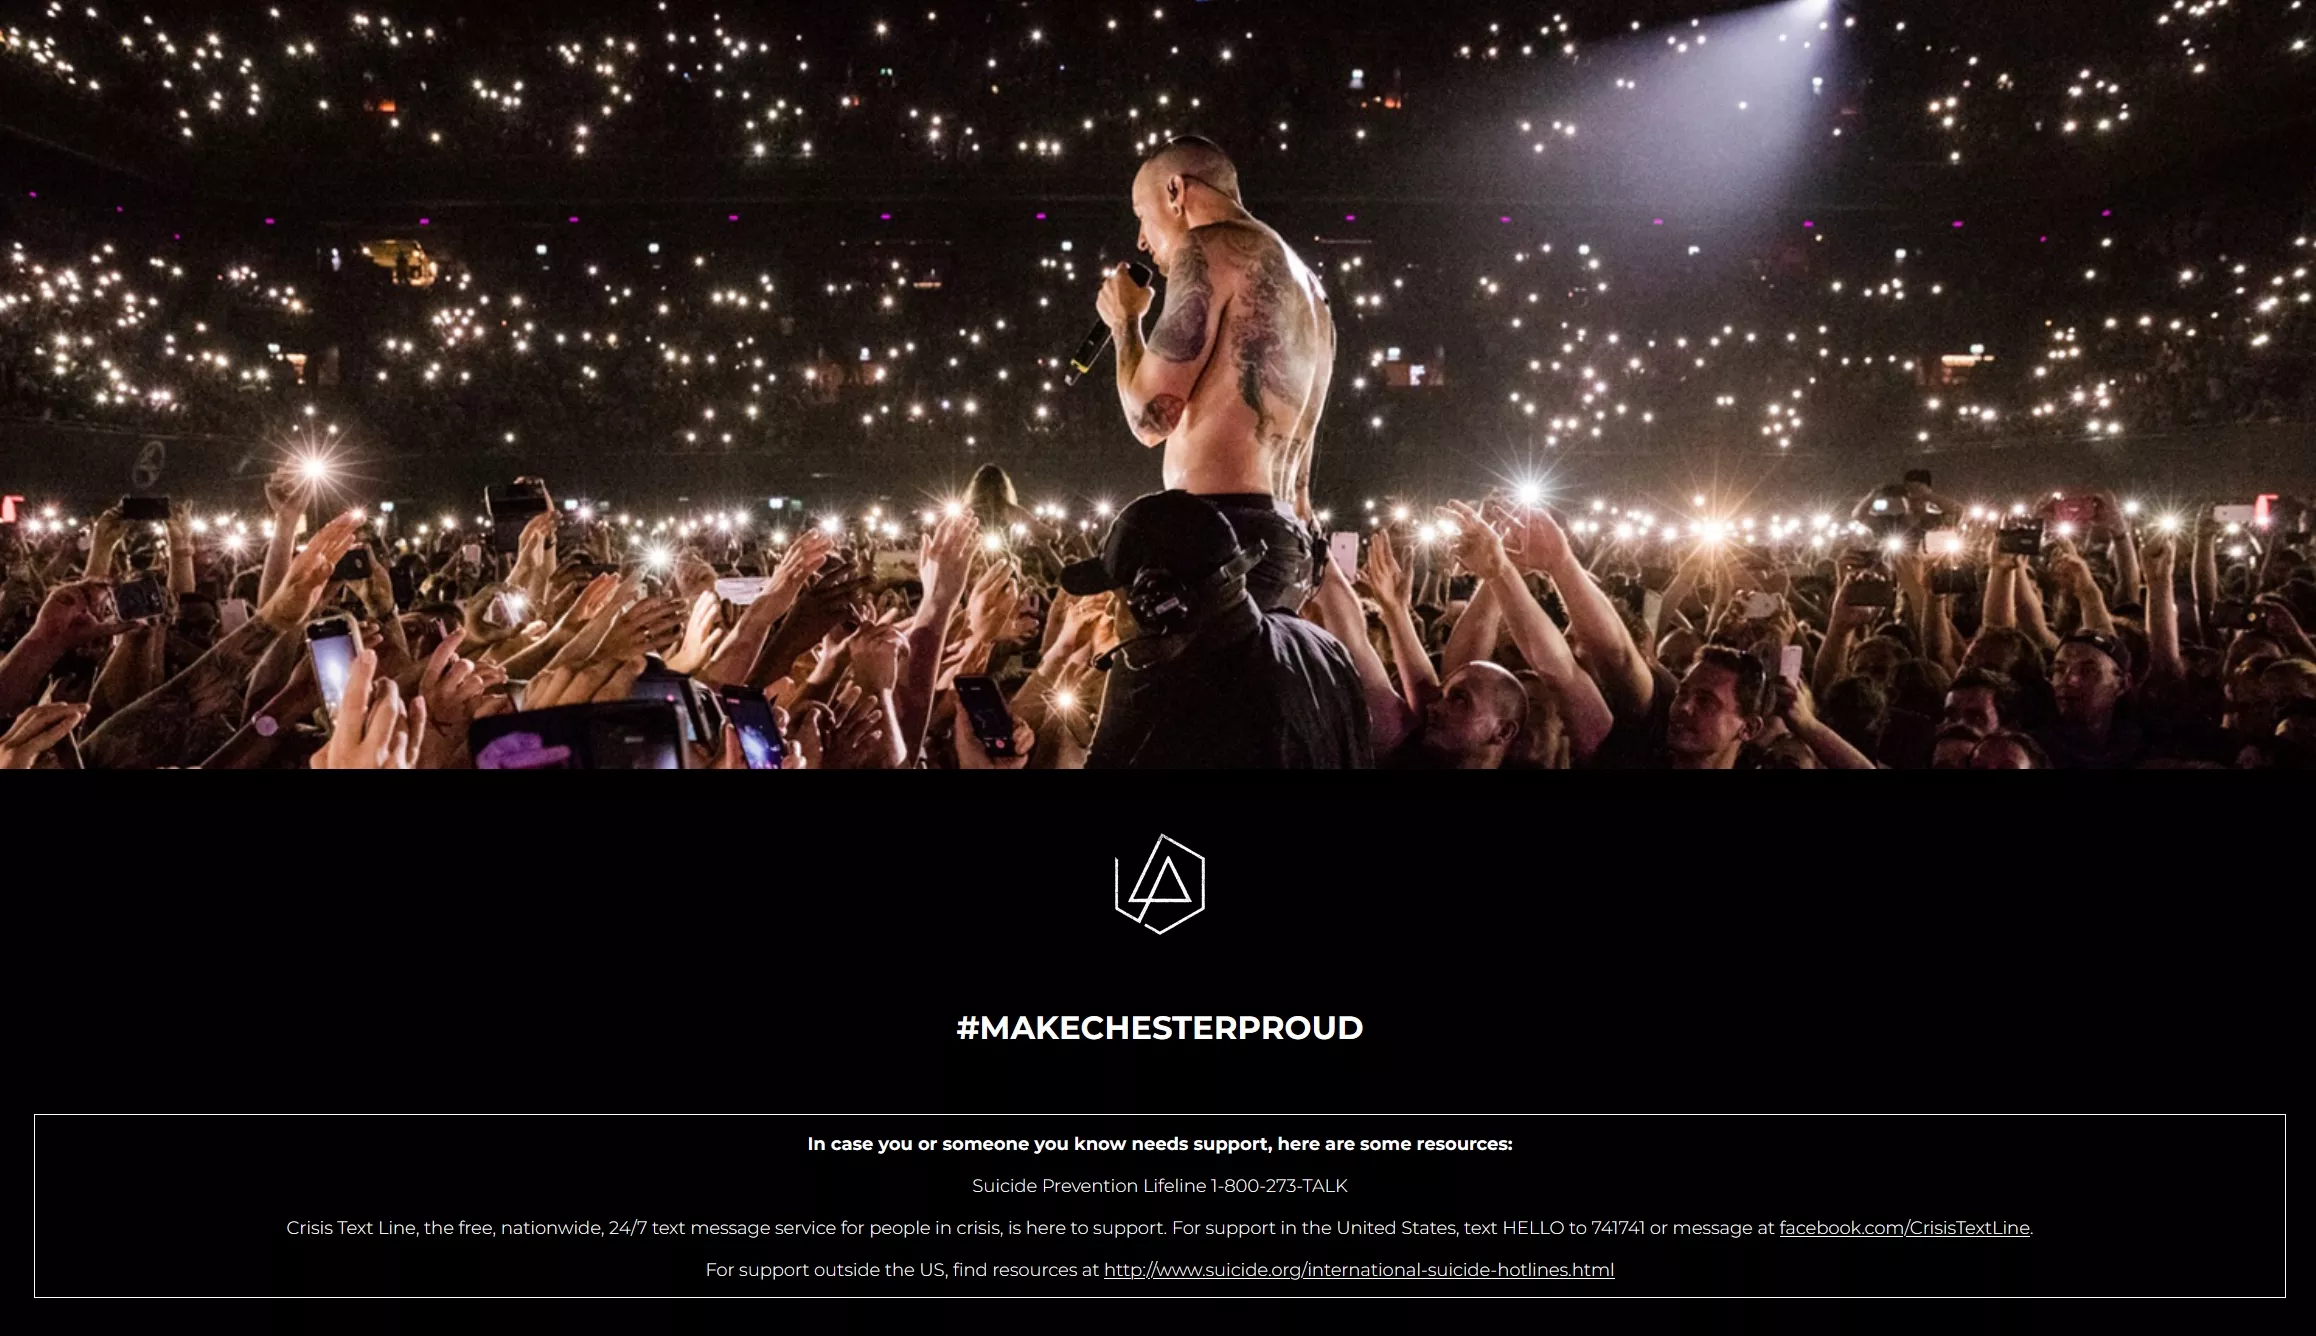 #MAKECHESTERPROUD
In case you or someone you know needs support, here are some resources:
Suicide Prevention Lifeline 1-800-273-TALK
Crisis Text Line, the free, nationwide, 24/7 text message service for people in crisis, is here to support. For support in the United States, text HELLO to 741741 or message at facebook.com/CrisisTextLine.
For support outside the US, find resources at http://www.suicide.org/international-suicide-hotlines.html